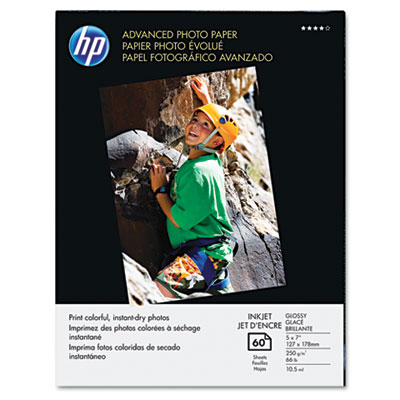 hp
ADVANCED PHOTO PAPER
PAPIER PHOTO ÉVOLUÉ
PAPEL FOTOGRÁFICO AVANZADO
Print colorful, instant-dry photos
Imprimez des photos colorées à séchage
instantané
Imprima fotos coloridas de secado
instantáneo
INKJET
JET D'ENCRE
60
Sheets
Feuilles
Hojas
GLOSSY
GLACÉ
BRILLANTE
5 x 7"
127 x 178mm
250 g/m²
66 lb
10.5 mil